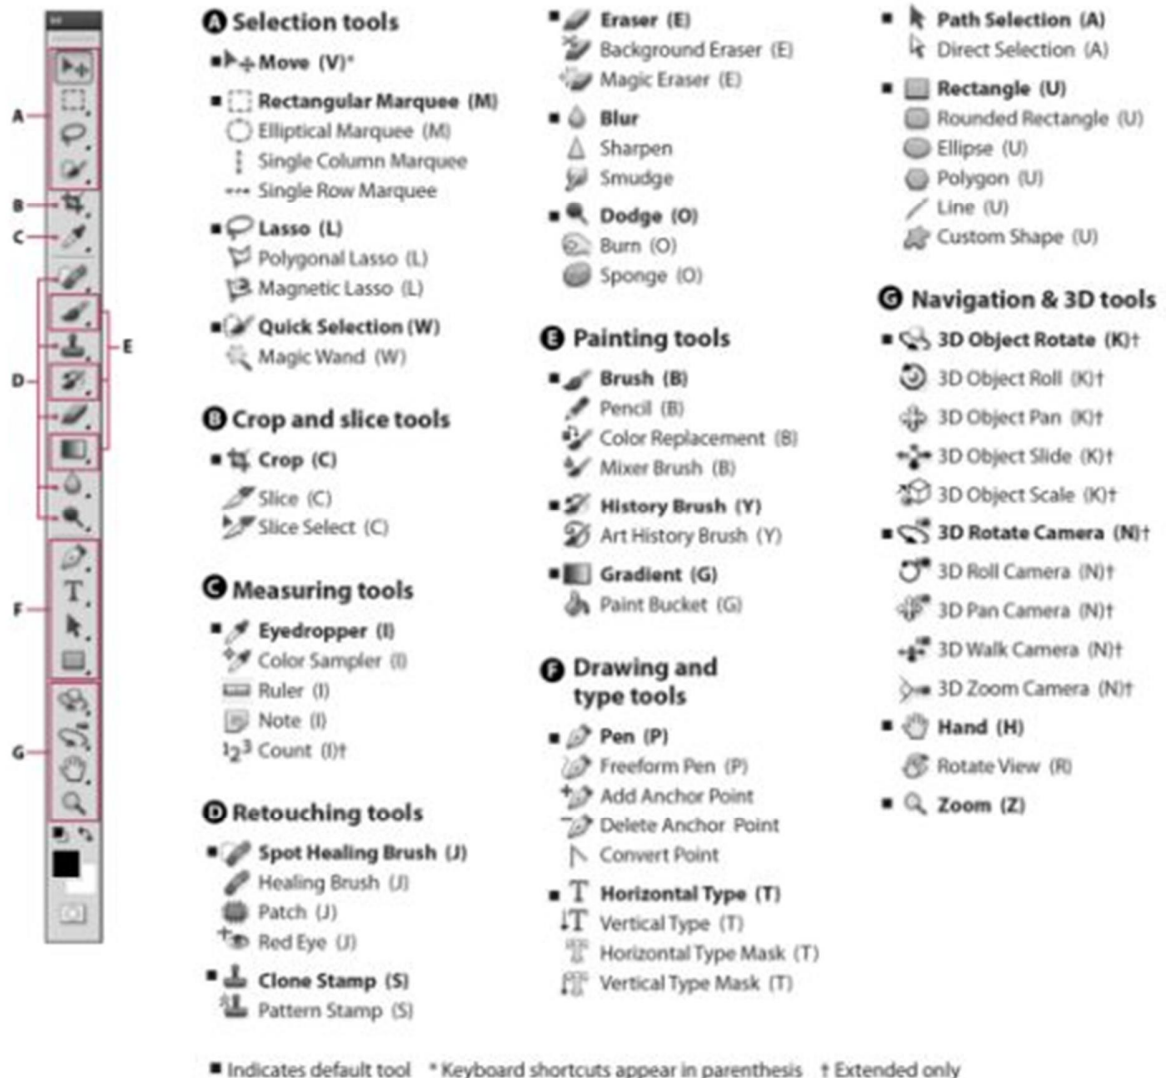 A
B
C
D
E
F
G
A Selection tools
Move (V)*
Rectangular Marquee (M)
Elliptical Marquee (M)
Single Column Marquee
Single Row Marquee
Lasso (L)
Polygonal Lasso (L)
Magnetic Lasso (L)
Quick Selection (W)
Magic Wand (W)
B Crop and slice tools
Crop (C)
Slice (C)
Slice Select (C)
C Measuring tools
Eyedropper (I)
Color Sampler (I)
Ruler (I)
Note (I)
Count (I)†
D Retouching tools
Spot Healing Brush (J)
Healing Brush (J)
Patch (J)
Red Eye (J)
Clone Stamp (S)
Pattern Stamp (S)
Eraser (E)
Background Eraser (E)
Magic Eraser (E)
Blur
Sharpen
Smudge
Dodge (O)
Burn (O)
Sponge (O)
E Painting tools
Brush (B)
Pencil (B)
Color Replacement (B)
Mixer Brush (B)
History Brush (Y)
Art History Brush (Y)
Gradient (G)
Paint Bucket (G)
F Drawing and
type tools
Pen (P)
Freeform Pen (P)
Add Anchor Point
Delete Anchor Point
Convert Point
Horizontal Type (T)
Vertical Type (T)
Horizontal Type Mask (T)
Vertical Type Mask (T)
Path Selection (A)
Direct Selection (A)
Rectangle (U)
Rounded Rectangle (U)
Ellipse (U)
Polygon (U)
Line (U)
Custom Shape (U)
G Navigation & 3D tools
3D Object Rotate (K)†
3D Object Roll (K)†
3D Object Pan (K)†
3D Object Slide (K)†
3D Object Scale (K)†
3D Rotate Camera (N)†
3D Roll Camera (N)†
3D Pan Camera (N)†
3D Walk Camera (N)†
3D Zoom Camera (N)†
Hand (H)
Rotate View (R)
Zoom (Z)
■ Indicates default tool * Keyboard shortcuts appear in parenthesis † Extended only